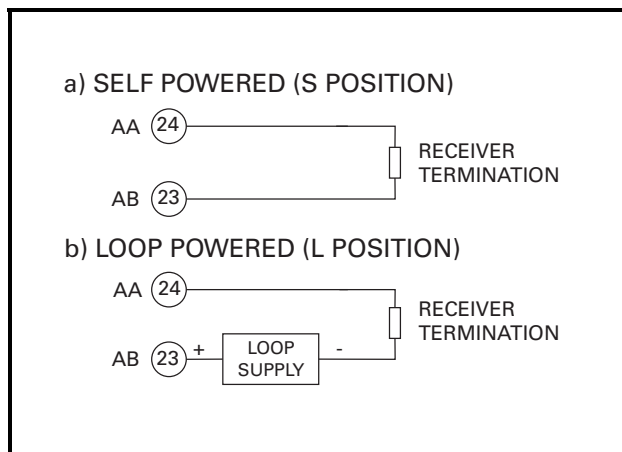 a) SELF POWERED (S POSITION)
AA 24
RECEIVER
TERMINATION
AB 23
b) LOOP POWERED (L POSITION)
AA 24
RECEIVER
TERMINATION
AB 23 + LOOP -
SUPPLY